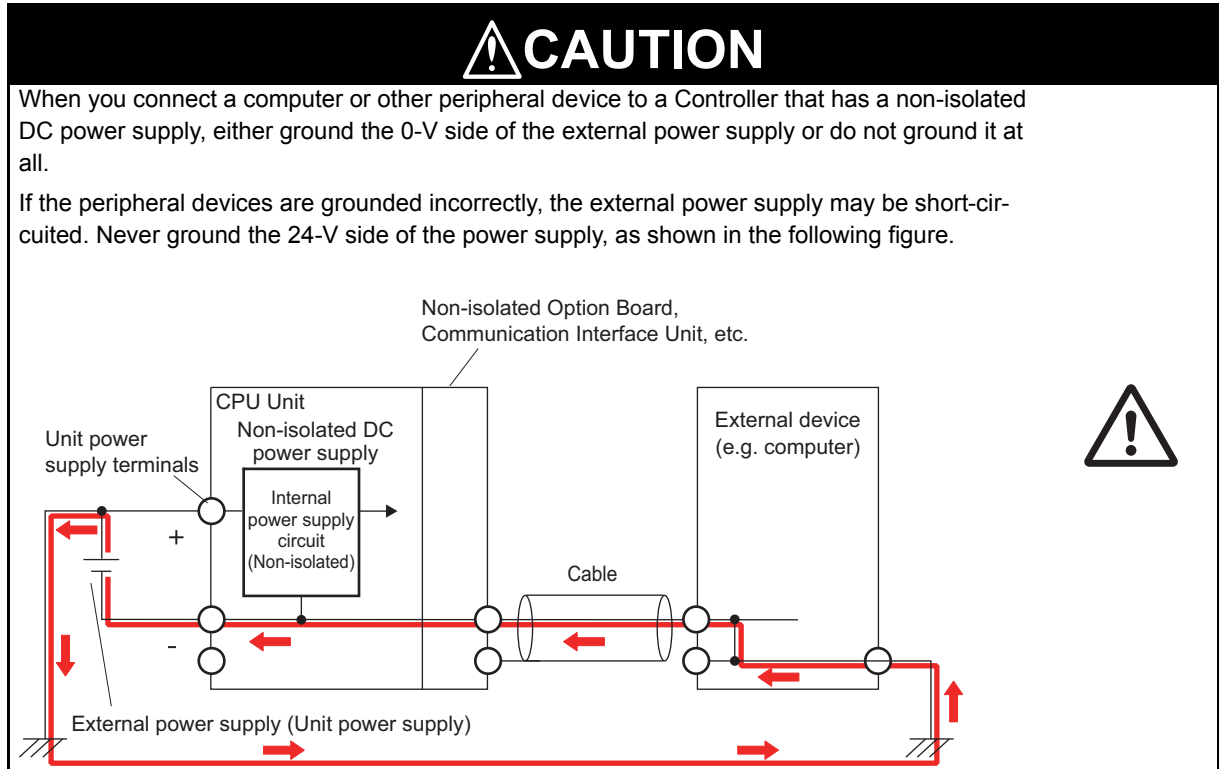 CAUTION
When you connect a computer or other peripheral device to a Controller that has a non-isolated
DC power supply, either ground the 0-V side of the external power supply or do not ground it at
all.
If the peripheral devices are grounded incorrectly, the external power supply may be short-cir-
cuited. Never ground the 24-V side of the power supply, as shown in the following figure.
Non-isolated Option Board,
Communication Interface Unit, etc.
CPU Unit
Non-isolated DC
power supply
Unit power
supply terminals
External device
(e.g. computer)
Internal
power supply
circuit
(Non-isolated)
+
Cable
-
External power supply (Unit power supply)